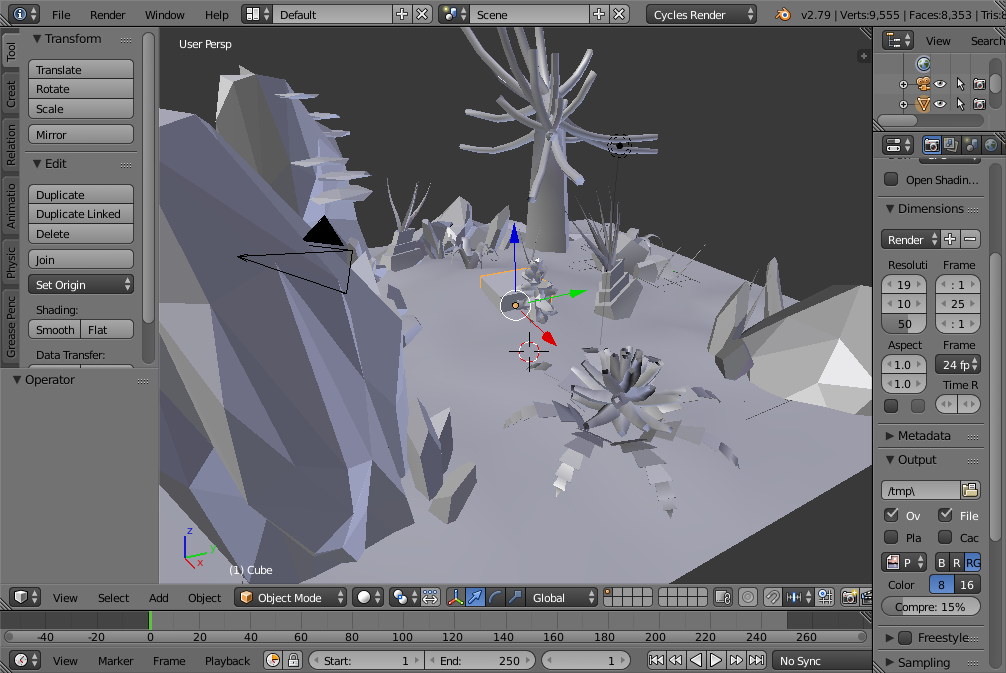 File Render Window Help Default Scene Cycles Render v2.79 | Verts:9,555 | Faces:8,353 | Tris:
Tool
Creat
Relation
Animatio
Physic
Grease Penc
Transform
Translate
Rotate
Scale
Mirror
Edit
Duplicate
Duplicate Linked
Delete
Join
Set Origin
Shading:
Smooth Flat
Data Transfer:
Operator
User Persp
z
y
x
(1) Cube
View Search
Open Shadin...
Dimensions
Render
Resoluti Frame
19 : 1
10 25
50 : 1
Aspect Frame
1.0 24 fp
1.0 Time R
Metadata
Output
/tmp\
Ov File
Pla Cac
P B R RG
Color 8 16
Compre: 15%
Freestyle
Sampling
View Select Add Object Object Mode Global
-40 -20 0 20 40 60 80 100 120 140 160 180 200 220 240 260
View Marker Frame Playback Start: 1 End: 250 1 No Sync